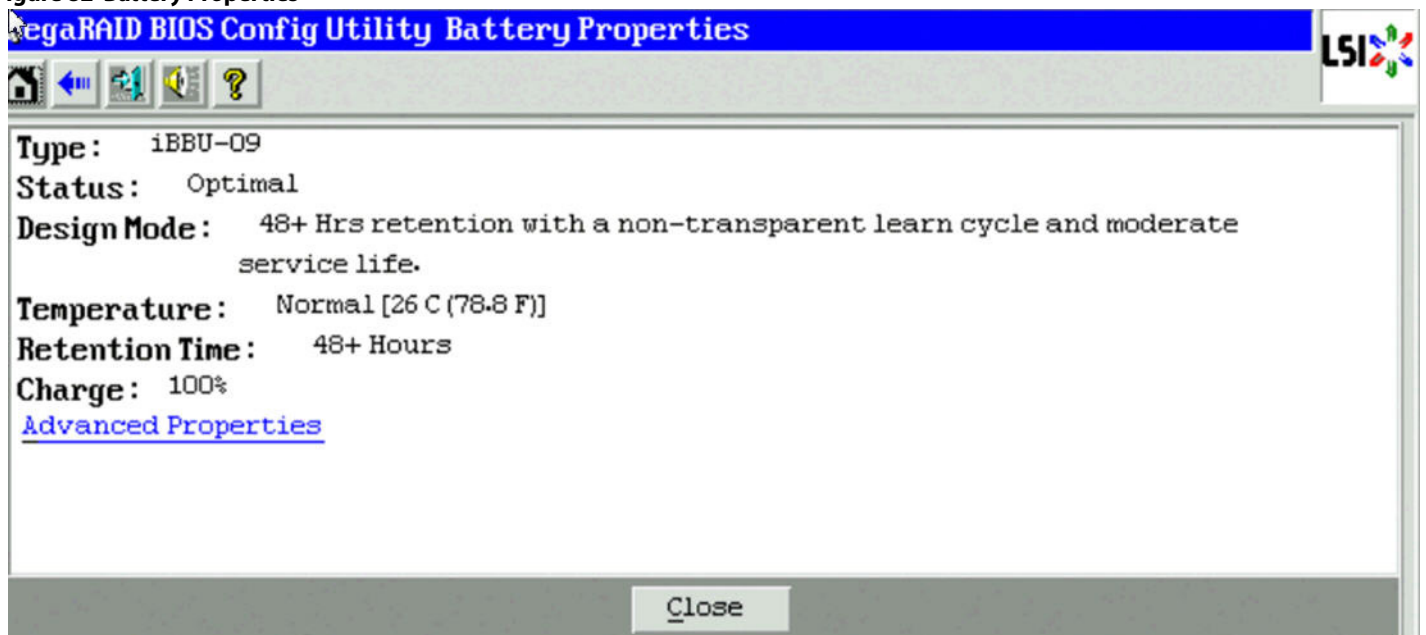 MegaRAID BIOS Config Utility Battery Properties
LSI
Type: iBBU-09
Status: Optimal
Design Mode: 48+ Hrs retention with a non-transparent learn cycle and moderate
service life.
Temperature: Normal [26 C (78.8 F)]
Retention Time: 48+ Hours
Charge: 100%
Advanced Properties
Close